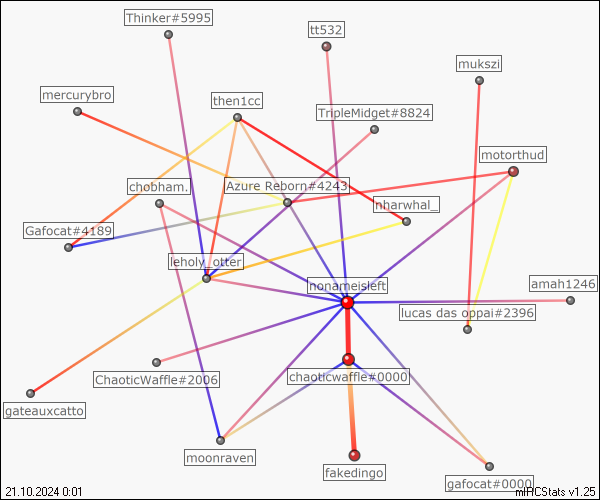 Thinker#5995
tt532
mukszi
mercurybro
then1cc
TripleMidget#8824
motorthud
chobham.
Azure Reborn#4243
nharwhal_
Gafocat#4189
leholy_otter
nonameisleft
amah1246
lucas das oppai#2396
ChaoticWaffle#2006
chaoticwaffle#0000
gateauxcatto
moonraven
fakedingo
gafocat#0000
21.10.2024 0:01
mIRCStats v1.25